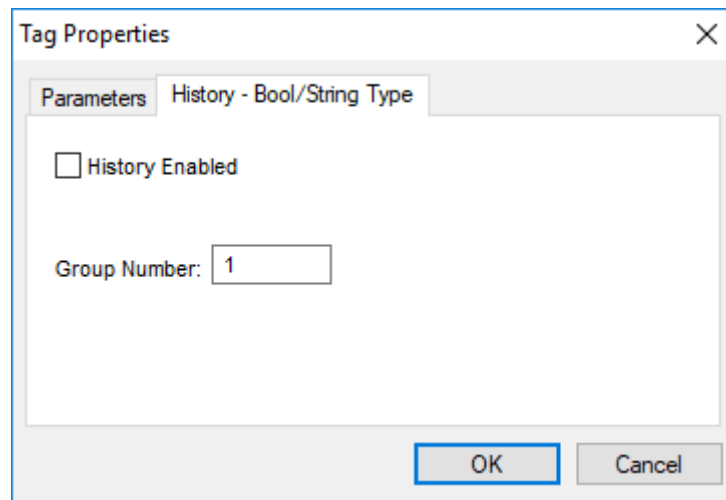 Tag Properties
Parameters History - Bool/String Type
History Enabled
Group Number: 1
OK Cancel